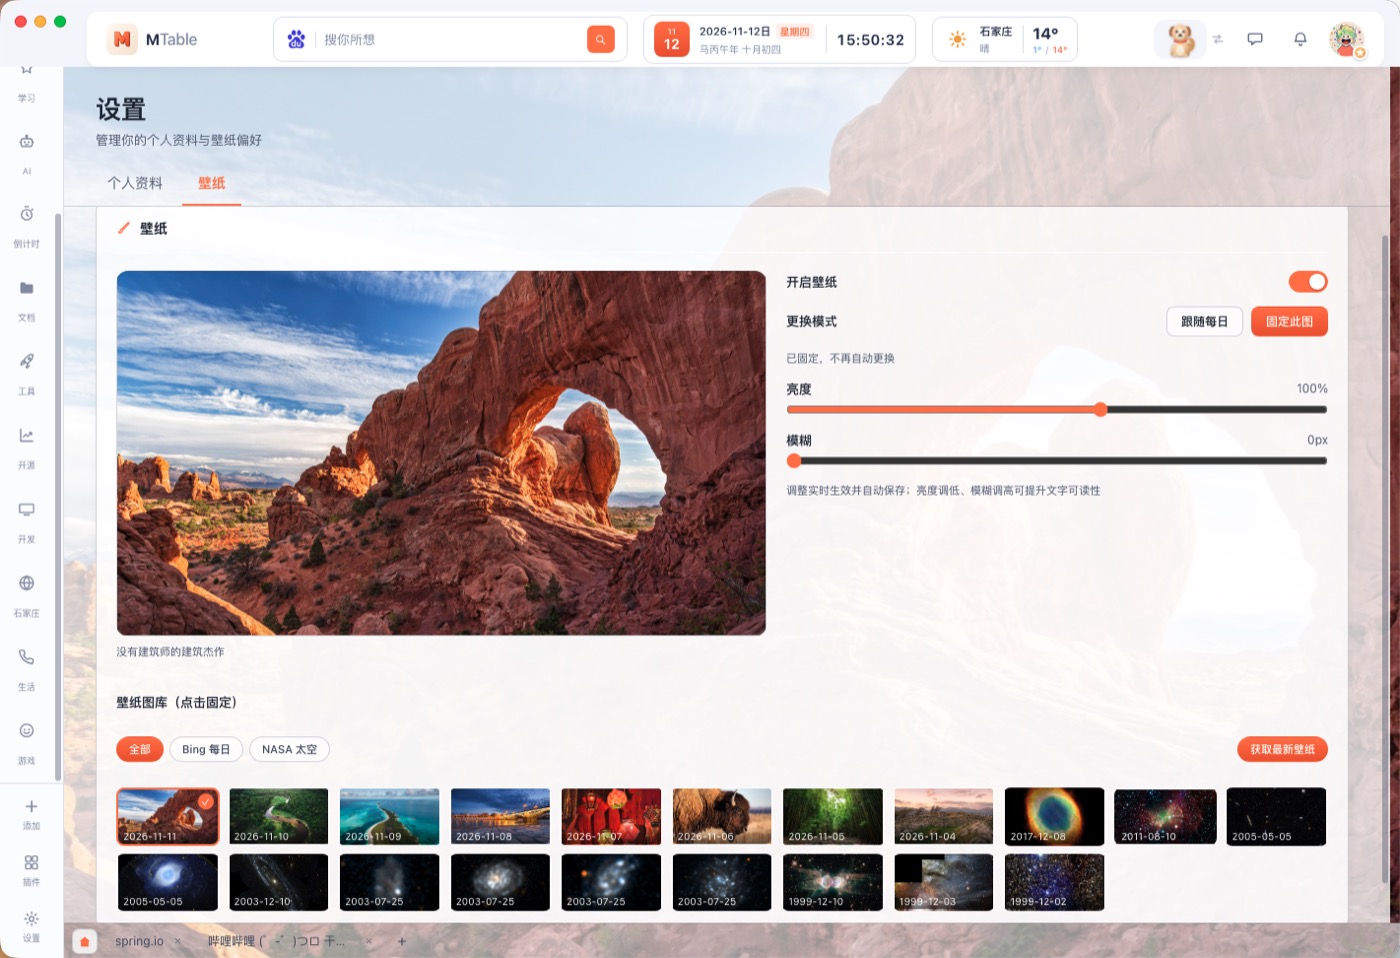 MTable
搜你所想
11
12
2026-11-12日 星期四
马丙午年 十月初四
15:50:32
石家庄
晴
14°
1° / 14°
学习
AI
倒计时
文档
工具
开源
开发
石家庄
生活
游戏
添加
插件
设置
设置
管理你的个人资料与壁纸偏好
个人资料
壁纸
壁纸
开启壁纸
更换模式
跟随每日
固定此图
已固定，不再自动更换
亮度
100%
模糊
0px
调整实时生效并自动保存；亮度调低、模糊调高可提升文字可读性
没有建筑师的建筑杰作
壁纸图库（点击固定）
全部
Bing 每日
NASA 太空
获取最新壁纸
2026-11-11
2026-11-10
2026-11-09
2026-11-08
2026-11-07
2026-11-06
2026-11-05
2026-11-04
2017-12-08
2011-08-10
2005-05-05
2005-05-05
2003-12-10
2003-07-25
2003-07-25
2003-07-25
2003-07-25
1999-12-10
1999-12-03
1999-12-02
spring.io ×
哔哩哔哩 (゜-゜)つロ 干... ×
+